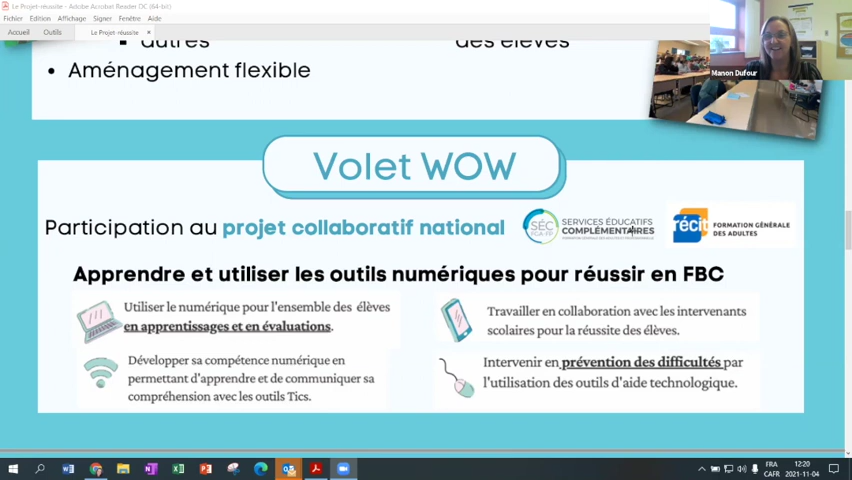 Le Projet-réussite - Adobe Acrobat Reader DC (64-bit)
Fichier Edition Affichage Signer Fenêtre Aide
Accueil Outils Le Projet-réussite ×
autres
des élèves
• Aménagement flexible
Manon Dufour
Volet WOW
Participation au projet collaboratif national
SÉC
FGA-FP
SERVICES ÉDUCATIFS
COMPLÉMENTAIRES
récit
FORMATION GÉNÉRALE
DES ADULTES
Apprendre et utiliser les outils numériques pour réussir en FBC
Utiliser le numérique pour l'ensemble des élèves
en apprentissages et en évaluations.
Travailler en collaboration avec les intervenants
scolaires pour la réussite des élèves.
Développer sa compétence numérique en
permettant d'apprendre et de communiquer sa
compréhension avec les outils Tics.
Intervenir en prévention des difficultés par
l'utilisation des outils d'aide technologique.
FRA
CAFR
12:20
2021-11-04